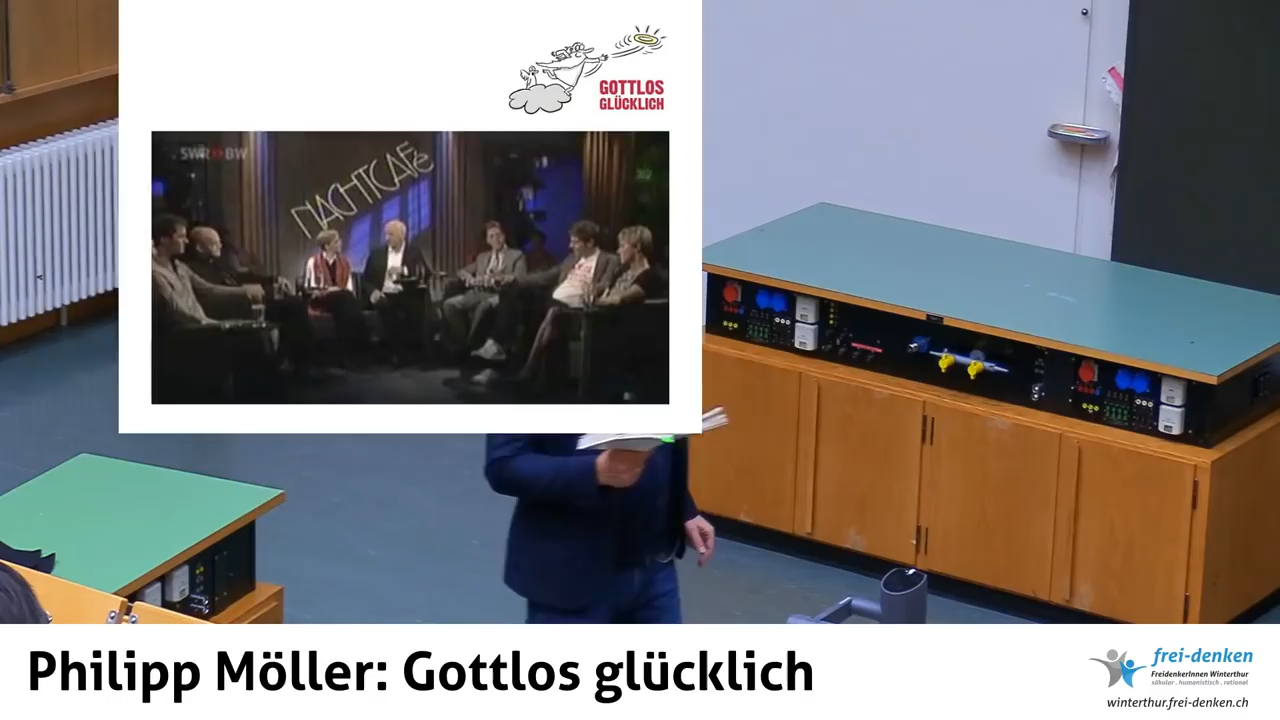 GOTTLOS
GLÜCKLICH
SWR»BW
NACHTCAFé
Philipp Möller: Gottlos glücklich
frei-denken
FreidenkerInnen Winterthur
säkular . humanistisch . rational
winterthur.frei-denken.ch